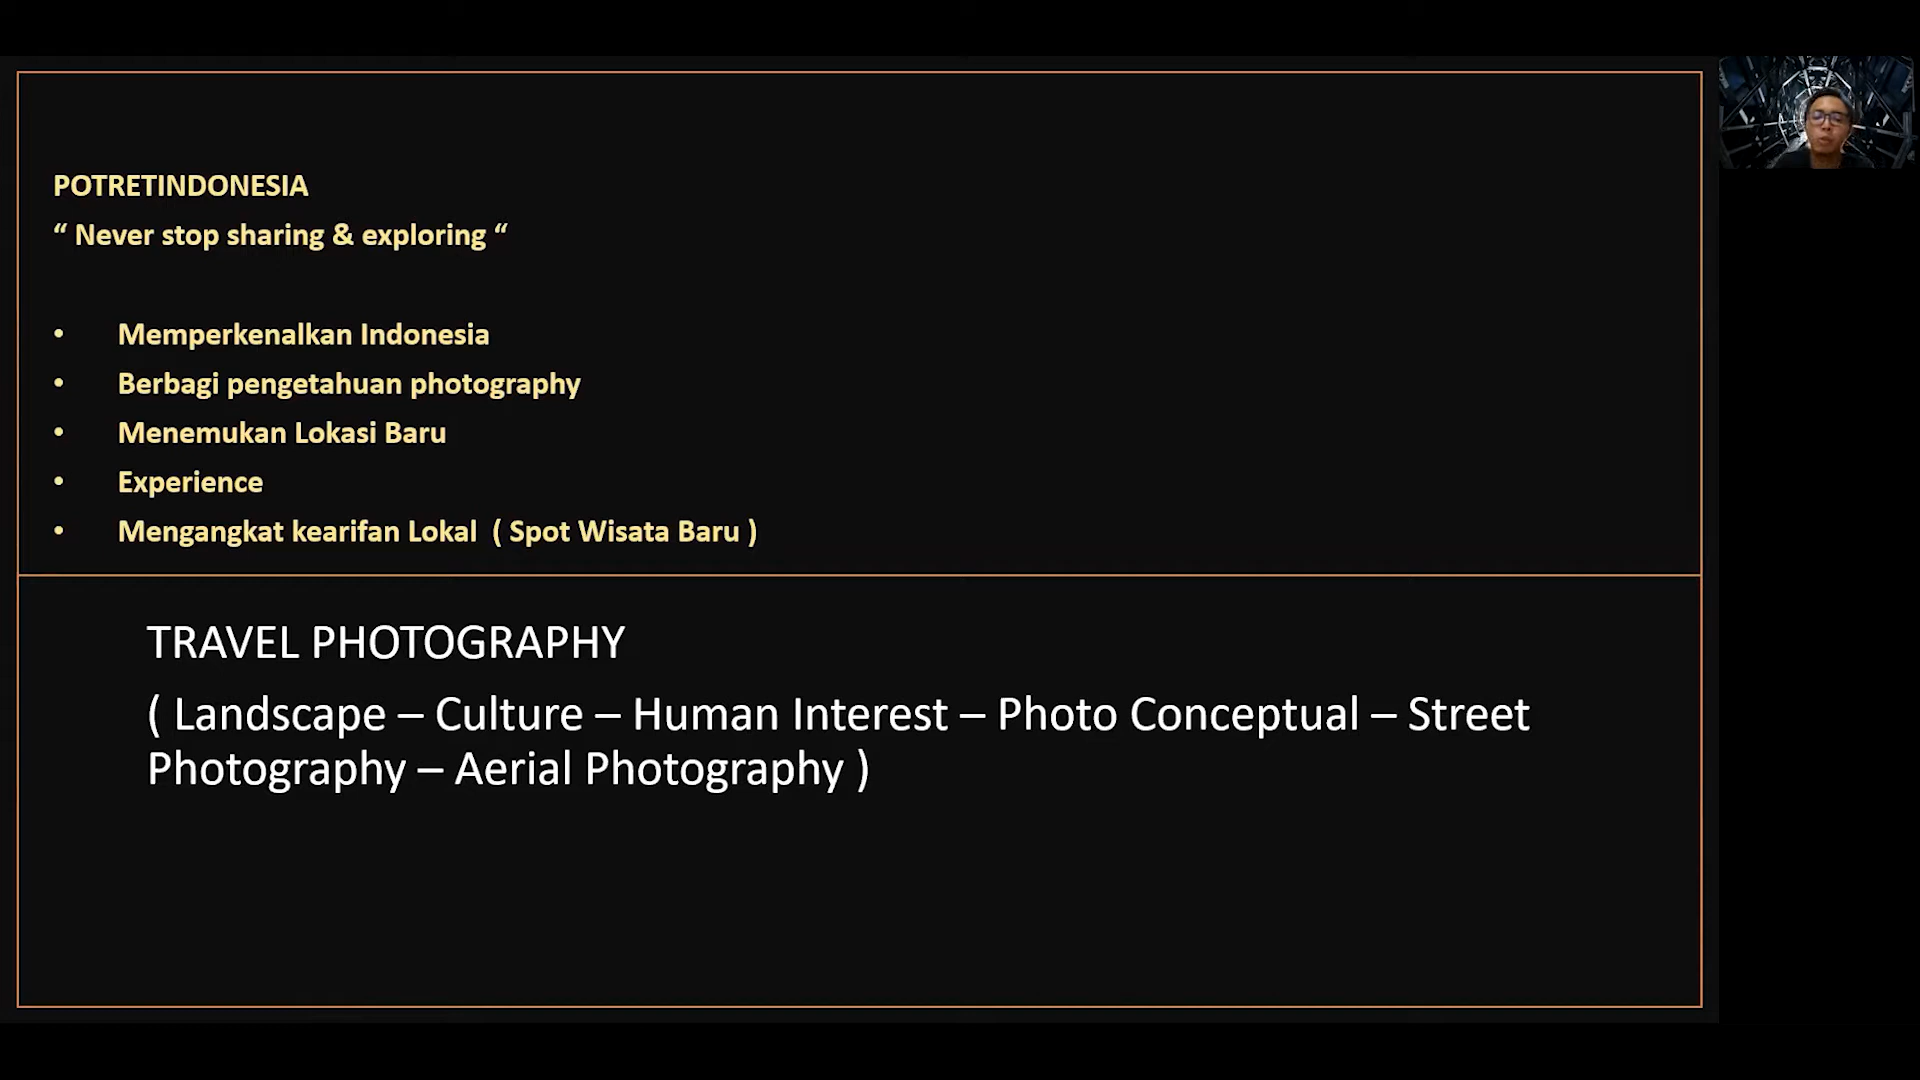 POTRETINDONESIA
“ Never stop sharing & exploring “
• Memperkenalkan Indonesia
• Berbagi pengetahuan photography
• Menemukan Lokasi Baru
• Experience
• Mengangkat kearifan Lokal ( Spot Wisata Baru )
TRAVEL PHOTOGRAPHY
( Landscape – Culture – Human Interest – Photo Conceptual – Street
Photography – Aerial Photography )